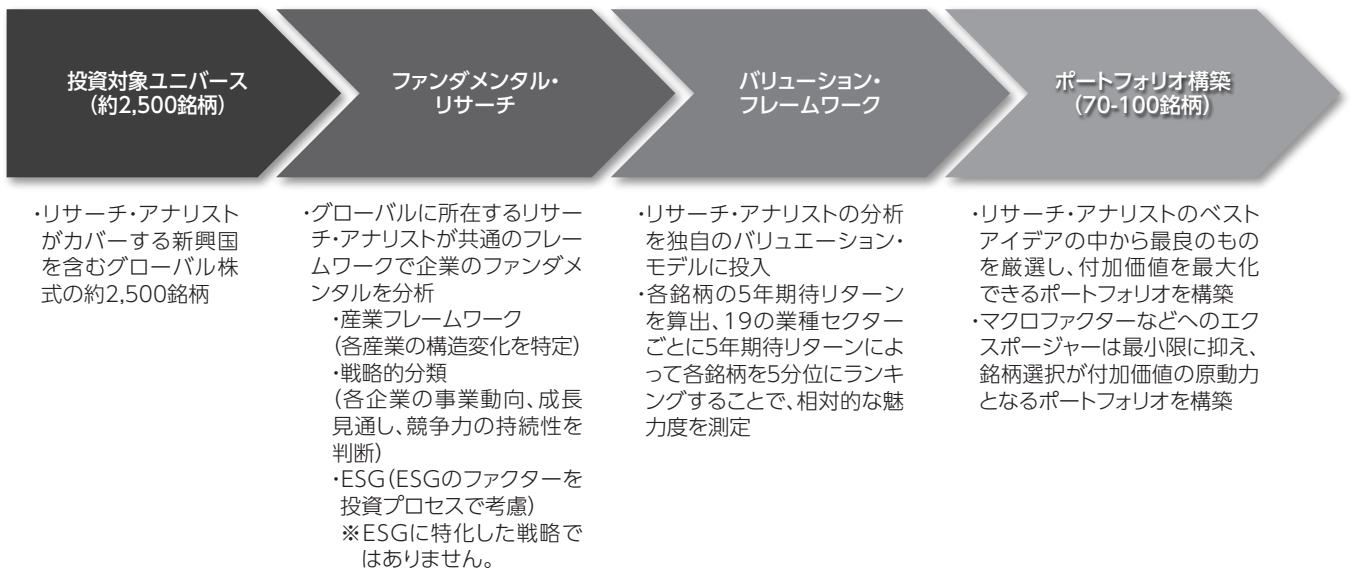 投資対象ユニバース
(約2,500銘柄)
ファンダメンタル・
リサーチ
バリューション・
フレームワーク
ポートフォリオ構築
(70-100銘柄)
・リサーチ・アナリスト
がカバーする新興国
を含むグローバル株
式の約2,500銘柄
・グローバルに所在するリサー
チ・アナリストが共通のフレー
ムワークで企業のファンダメ
ンタルを分析
・産業フレームワーク
(各産業の構造変化を特定)
・戦略的分類
(各企業の事業動向、成長
見通し、競争力の持続性を
判断)
・ESG(ESGのファクターを
投資プロセスで考慮)
※ESGに特化した戦略で
はありません。
・リサーチ・アナリストの分析
を独自のバリュエーション・
モデルに投入
・各銘柄の5年期待リターン
を算出、19の業種セクター
ごとに5年期待リターンによ
って各銘柄を5分位にランキ
ングすることで、相対的な魅
力度を測定
・リサーチ・アナリストのベスト
アイデアの中から最良のもの
を厳選し、付加価値を最大化
できるポートフォリオを構築
・マクロファクターなどへのエク
スポージャーは最小限に抑え、
銘柄選択が付加価値の原動力
となるポートフォリオを構築